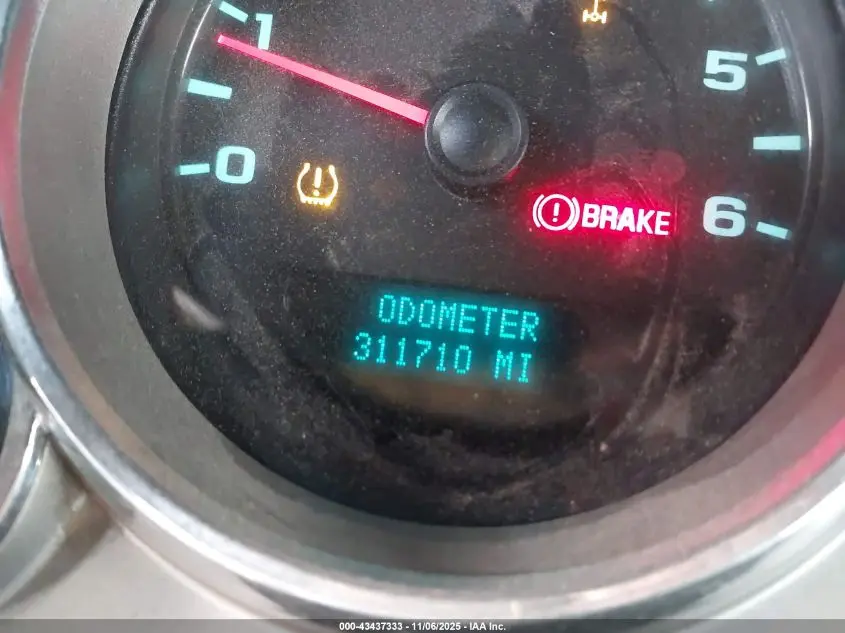 1
5
0
BRAKE
6
ODOMETER
311710 MI
000-43437333 - 11/06/2025 - IAA Inc.